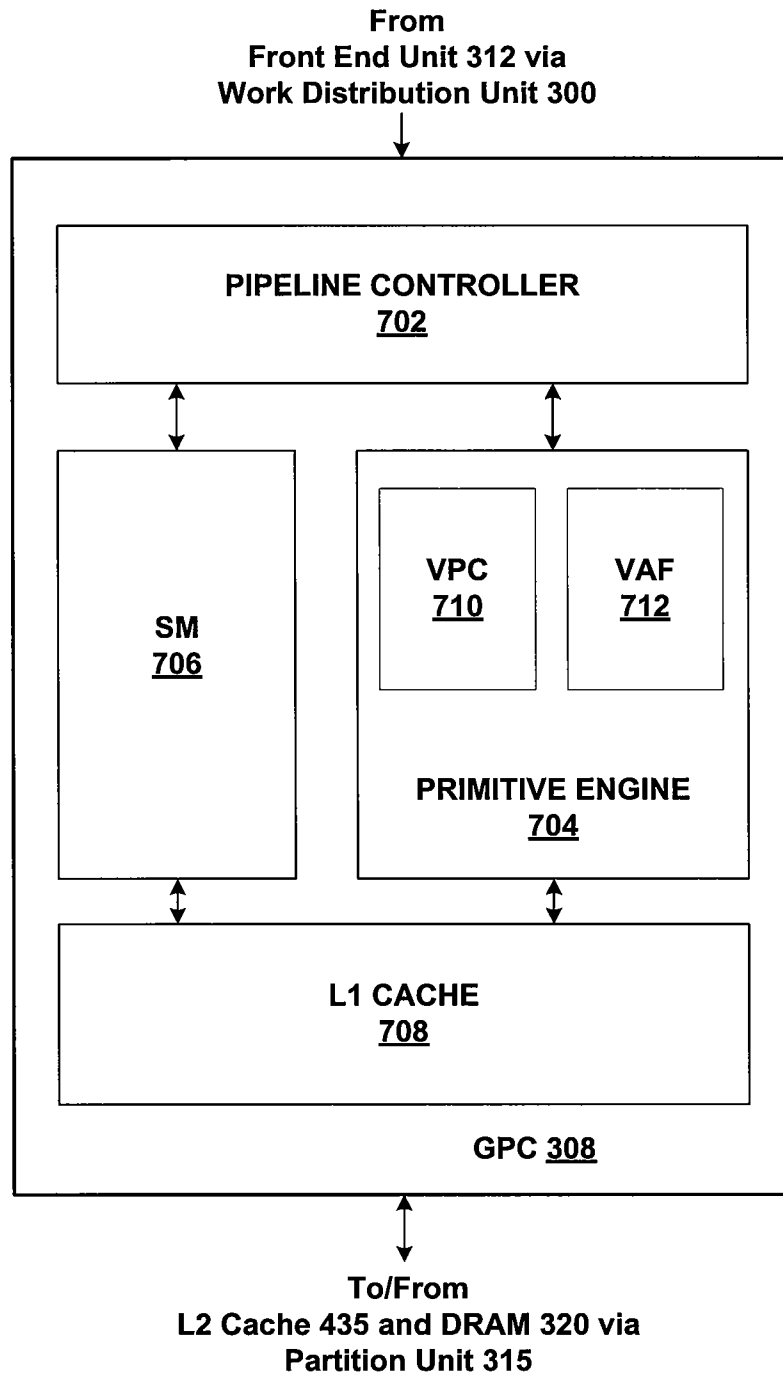 From
Front End Unit 312 via
Work Distribution Unit 300
PIPELINE CONTROLLER
702
SM
706
VPC
710
VAF
712
PRIMITIVE ENGINE
704
L1 CACHE
708
GPC 308
To/From
L2 Cache 435 and DRAM 320 via
Partition Unit 315